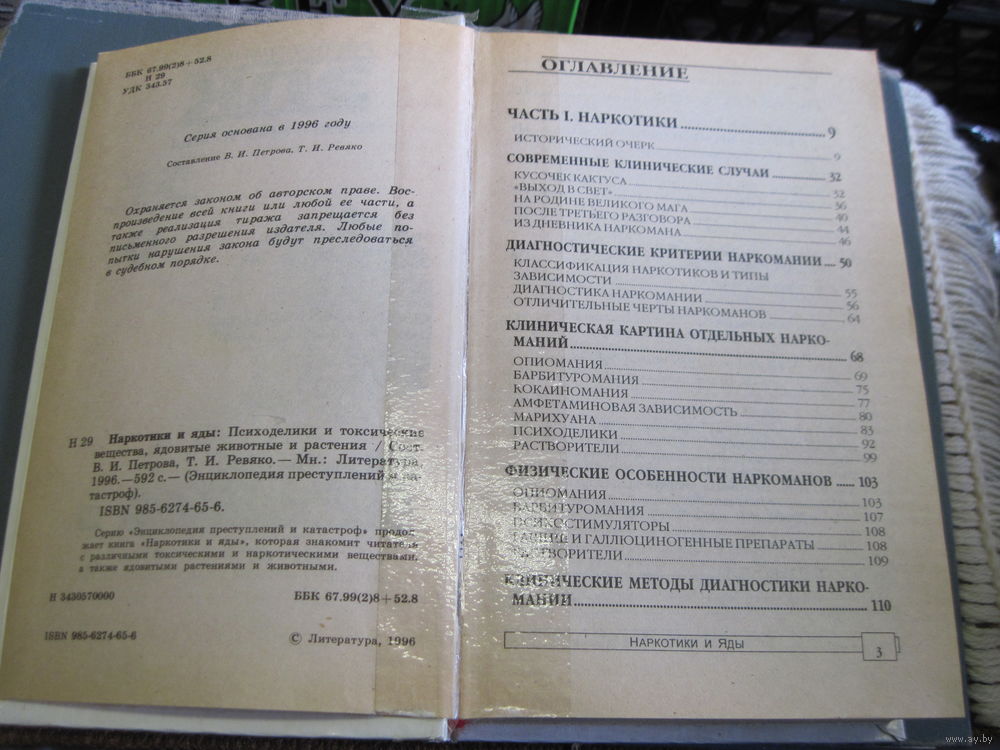 ББК 67.99(2)8+52.8
Н 29
УДК 343.57
Серия основана в 1996 году
Составление В. И. Петрова, Т. И. Ревяко
Охраняется законом об авторском праве. Вос-
произведение всей книги или любой ее части, а
также реализация тиража запрещается без
письменного разрешения издателя. Любые по-
пытки нарушения закона будут преследоваться
в судебном порядке.
Н 29 Наркотики и яды: Психоделики и токсические
вещества, ядовитые животные и растения / Сост.
В. И. Петрова, Т. И. Ревяко.— Мн.: Литература,
1996.—592 с.— (Энциклопедия преступлений и ка-
тастроф).
ISBN 985-6274-65-6.
Серию «Энциклопедия преступлений и катастроф» продол-
жает книга «Наркотики и яды», которая знакомит читатель
с различными токсическими и наркотическими веществами,
а также ядовитыми растениями и животными.
Н 3430570000 ББК 67.99(2)8+52.8
ISBN 985-6274-65-6
© Литература, 1996
ОГЛАВЛЕНИЕ
ЧАСТЬ I. НАРКОТИКИ 9
ИСТОРИЧЕСКИЙ ОЧЕРК 9
СОВРЕМЕННЫЕ КЛИНИЧЕСКИЕ СЛУЧАИ 32
КУСОЧЕК КАКТУСА 32
«ВЫХОД В СВЕТ» 36
НА РОДИНЕ ВЕЛИКОГО МАГА 40
ПОСЛЕ ТРЕТЬЕГО РАЗГОВОРА 44
ИЗ ДНЕВНИКА НАРКОМАНА 46
ДИАГНОСТИЧЕСКИЕ КРИТЕРИИ НАРКОМАНИИ 50
КЛАССИФИКАЦИЯ НАРКОТИКОВ И ТИПЫ
ЗАВИСИМОСТИ 55
ДИАГНОСТИКА НАРКОМАНИИ 56
ОТЛИЧИТЕЛЬНЫЕ ЧЕРТЫ НАРКОМАНОВ 64
КЛИНИЧЕСКАЯ КАРТИНА ОТДЕЛЬНЫХ НАРКО-
МАНИЙ 68
ОПИОМАНИЯ 69
БАРБИТУРОМАНИЯ 75
КОКАИНОМАНИЯ 77
АМФЕТАМИНОВАЯ ЗАВИСИМОСТЬ 80
МАРИХУАНА 83
ПСИХОДЕЛИКИ 92
РАСТВОРИТЕЛИ 99
ФИЗИЧЕСКИЕ ОСОБЕННОСТИ НАРКОМАНОВ 103
ОПИОМАНИЯ 103
БАРБИТУРОМАНИЯ 107
ПСИХОСТИМУЛЯТОРЫ 108
ГАШИШ И ГАЛЛЮЦИНОГЕННЫЕ ПРЕПАРАТЫ 108
РАСТВОРИТЕЛИ 109
КЛИНИЧЕСКИЕ МЕТОДЫ ДИАГНОСТИКИ НАРКО-
МАНИИ 110
НАРКОТИКИ И ЯДЫ 3
www.ay.by